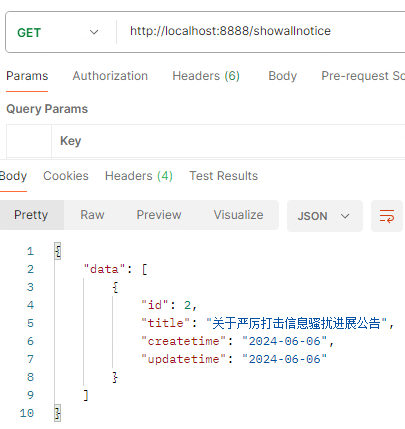 GET http://localhost:8888/showallnotice
Params Authorization Headers (6) Body Pre-request Sc
Query Params
Key
Body Cookies Headers (4) Test Results
Pretty Raw Preview Visualize JSON
1 {
2 "data": [
3 {
4 "id": 2,
5 "title": "关于严厉打击信息骚扰进展公告",
6 "createtime": "2024-06-06",
7 "updatetime": "2024-06-06"
8 }
9 ]
10 }